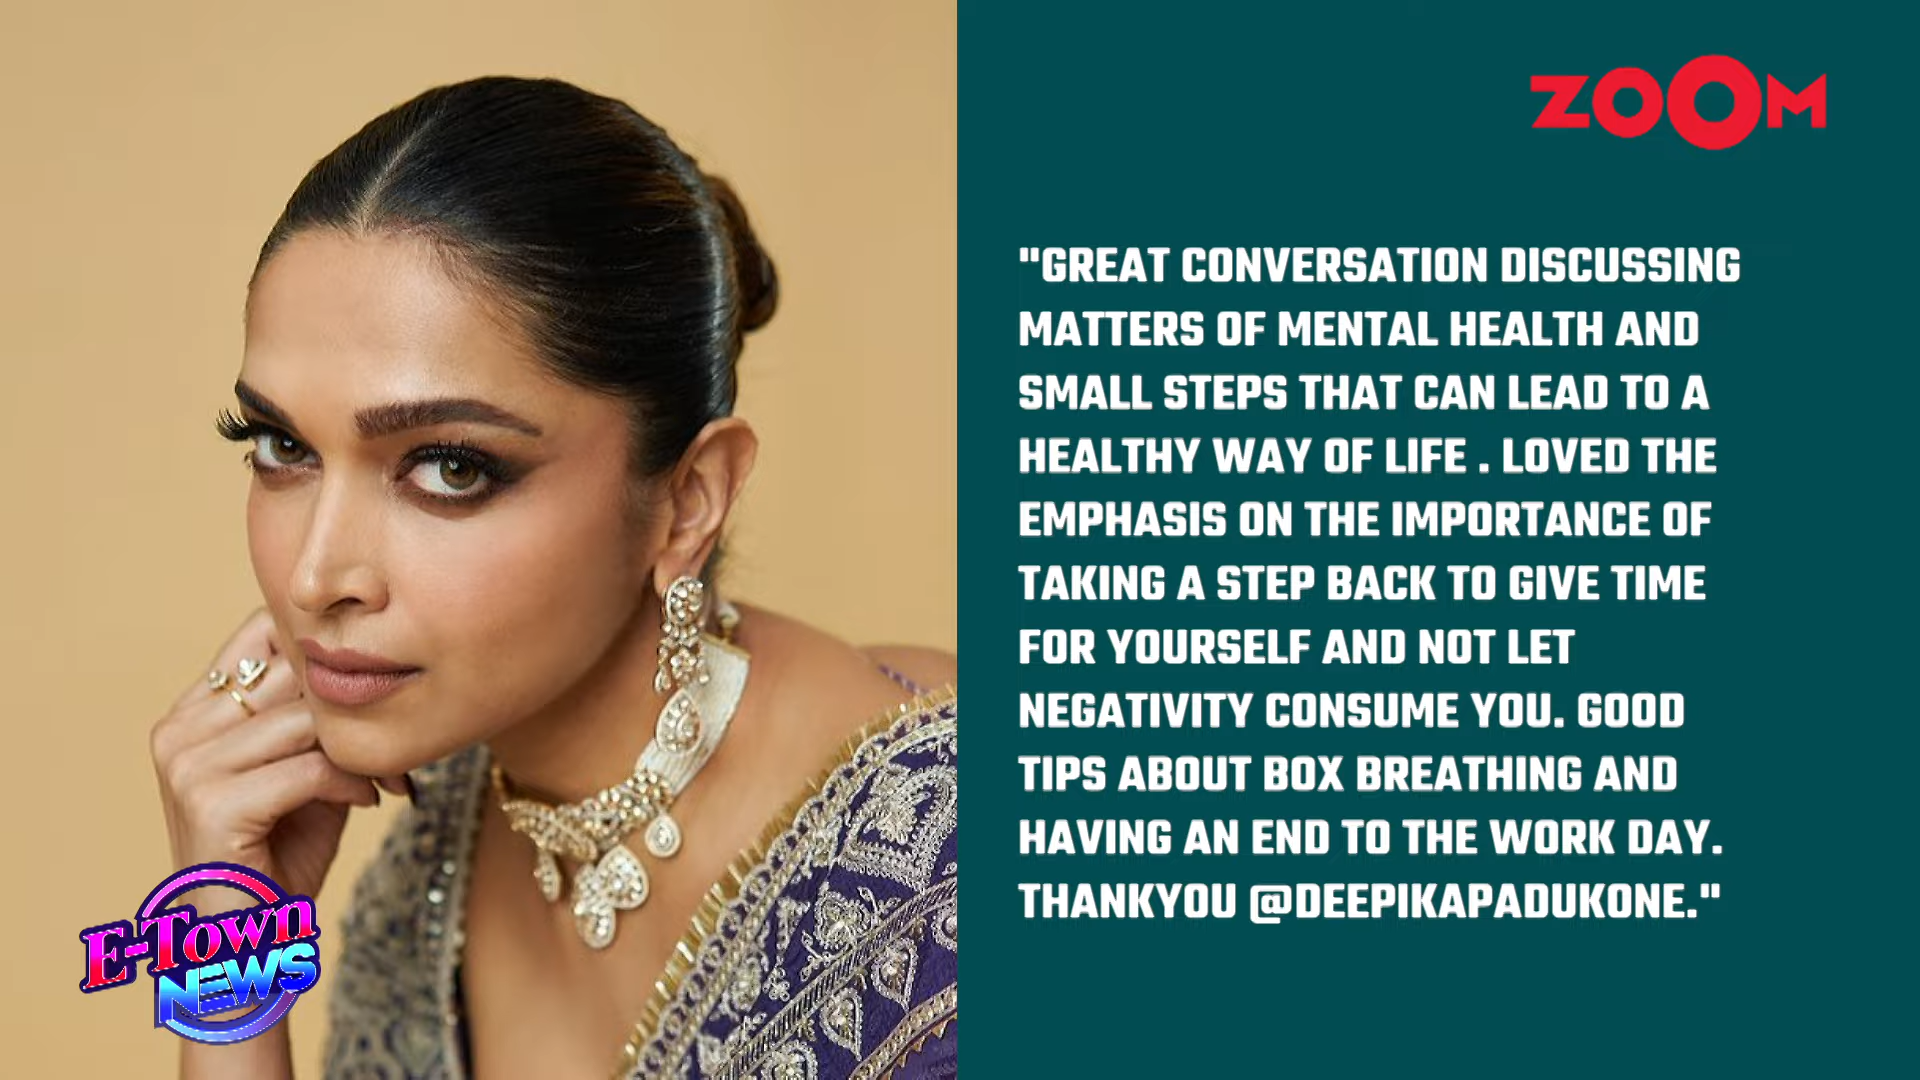 ZOOM
"GREAT CONVERSATION DISCUSSING
MATTERS OF MENTAL HEALTH AND
SMALL STEPS THAT CAN LEAD TO A
HEALTHY WAY OF LIFE . LOVED THE
EMPHASIS ON THE IMPORTANCE OF
TAKING A STEP BACK TO GIVE TIME
FOR YOURSELF AND NOT LET
NEGATIVITY CONSUME YOU. GOOD
TIPS ABOUT BOX BREATHING AND
HAVING AN END TO THE WORK DAY.
THANKYOU @DEEPIKAPADUKONE."
E-TOWN
NEWS